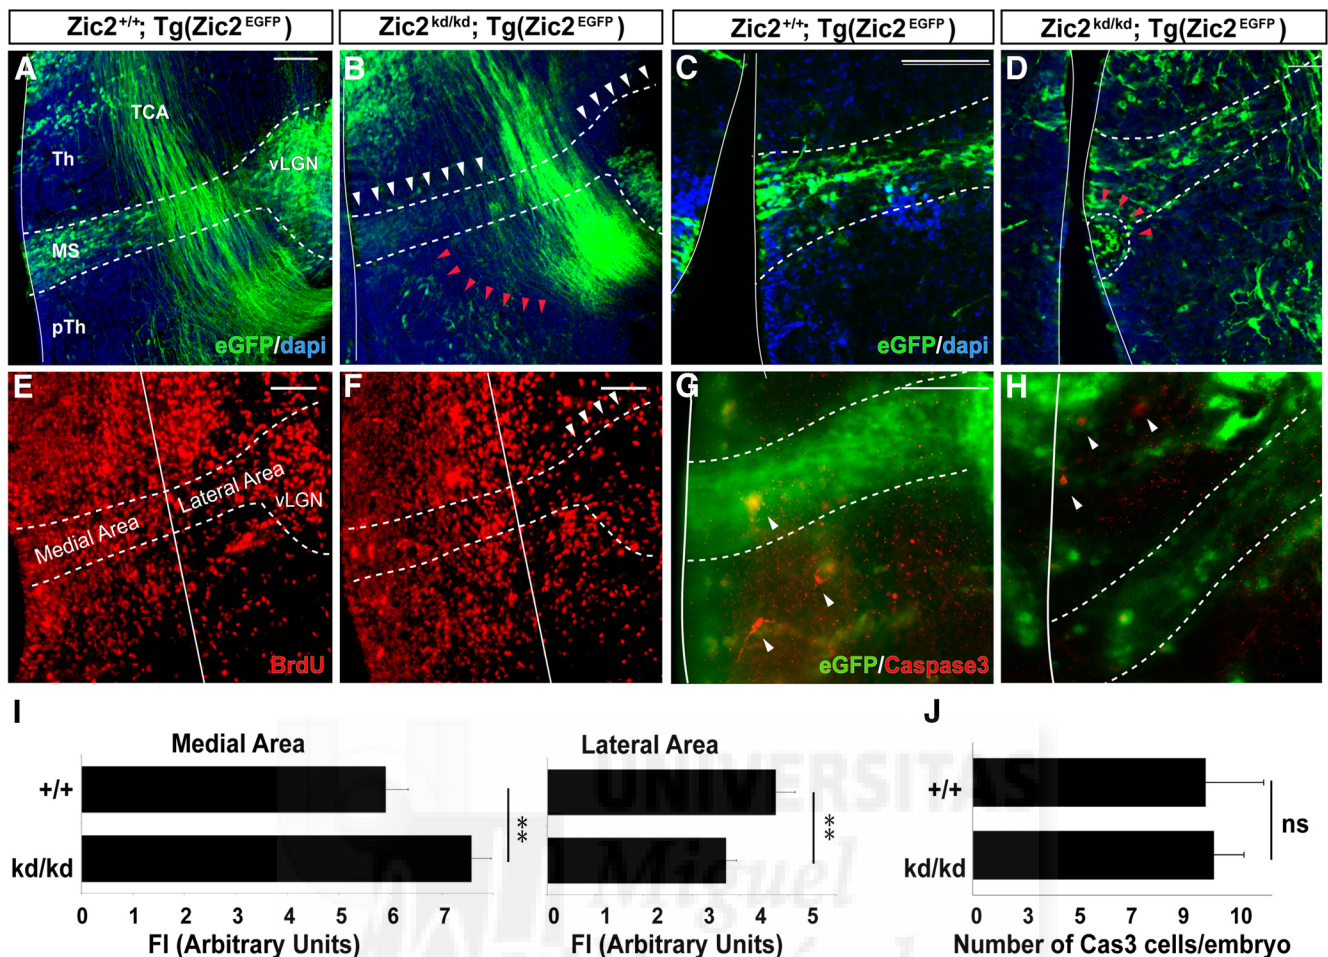 Zic2+/+; Tg(Zic2EGFP)
Zic2kd/kd; Tg(Zic2EGFP)
Zic2+/+; Tg(Zic2EGFP)
Zic2kd/kd; Tg(Zic2EGFP)
A
TCA
Th
vLGN
MS
pTh
eGFP/dapi
B
C
eGFP/dapi
D
E
Lateral Area
vLGN
Medial Area
BrdU
F
G
eGFP/Caspase3
H
I
Medial Area
+/+
kd/kd
**
0 1 2 3 4 5 6 7
FI (Arbitrary Units)
Lateral Area
**
0 1 2 3 4 5
FI (Arbitrary Units)
J
+/+
kd/kd
ns
0 3 5 7 9 10
Number of Cas3 cells/embryo
UNIVERSITAS
Miguel